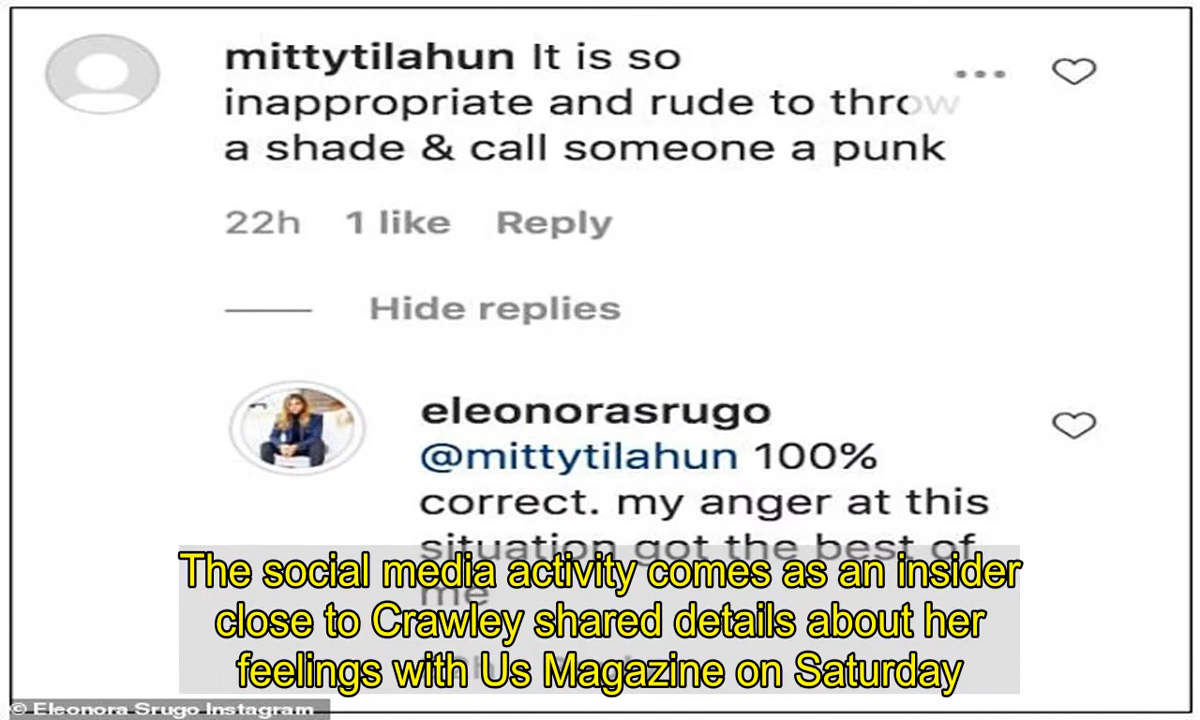 mittytilahun It is so
inappropriate and rude to throw
a shade & call someone a punk
22h 1 like Reply
Hide replies
eleonorasrugo
@mittytilahun 100%
correct. my anger at this
situation got the best of
me
The social media activity comes as an insider
close to Crawley shared details about her
feelings with Us Magazine on Saturday
© Eleonora Srugo Instagram